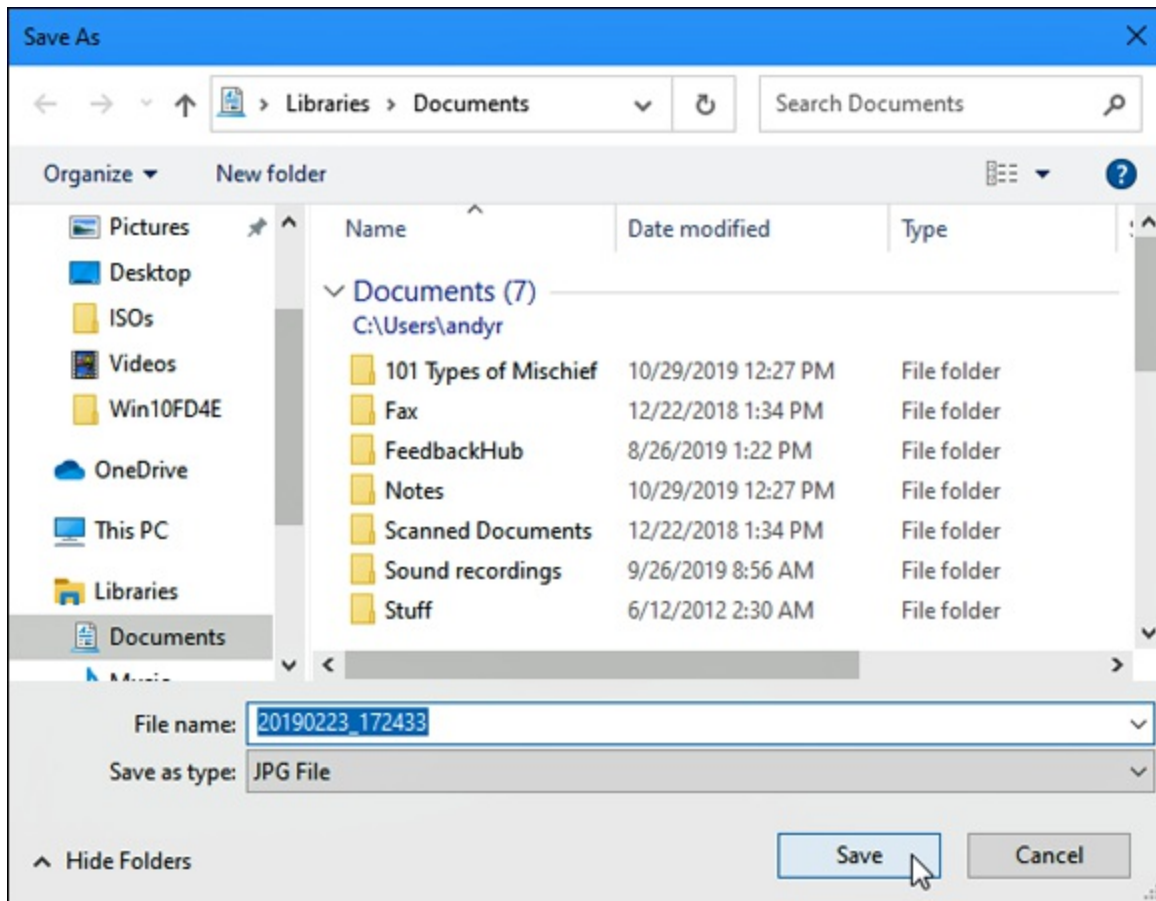 Save As
Libraries > Documents
Search Documents
Organize
New folder
?
Pictures
Desktop
ISOs
Videos
Win10FD4E
OneDrive
This PC
Libraries
Documents
Music
Name Date modified Type
Documents (7)
C:\Users\andyr
101 Types of Mischief 10/29/2019 12:27 PM File folder
Fax 12/22/2018 1:34 PM File folder
FeedbackHub 8/26/2019 1:22 PM File folder
Notes 10/29/2019 12:27 PM File folder
Scanned Documents 12/22/2018 1:34 PM File folder
Sound recordings 9/26/2019 8:56 AM File folder
Stuff 6/12/2012 2:30 AM File folder
File name: 20190223_172433
Save as type: JPG File
Hide Folders
Save
Cancel